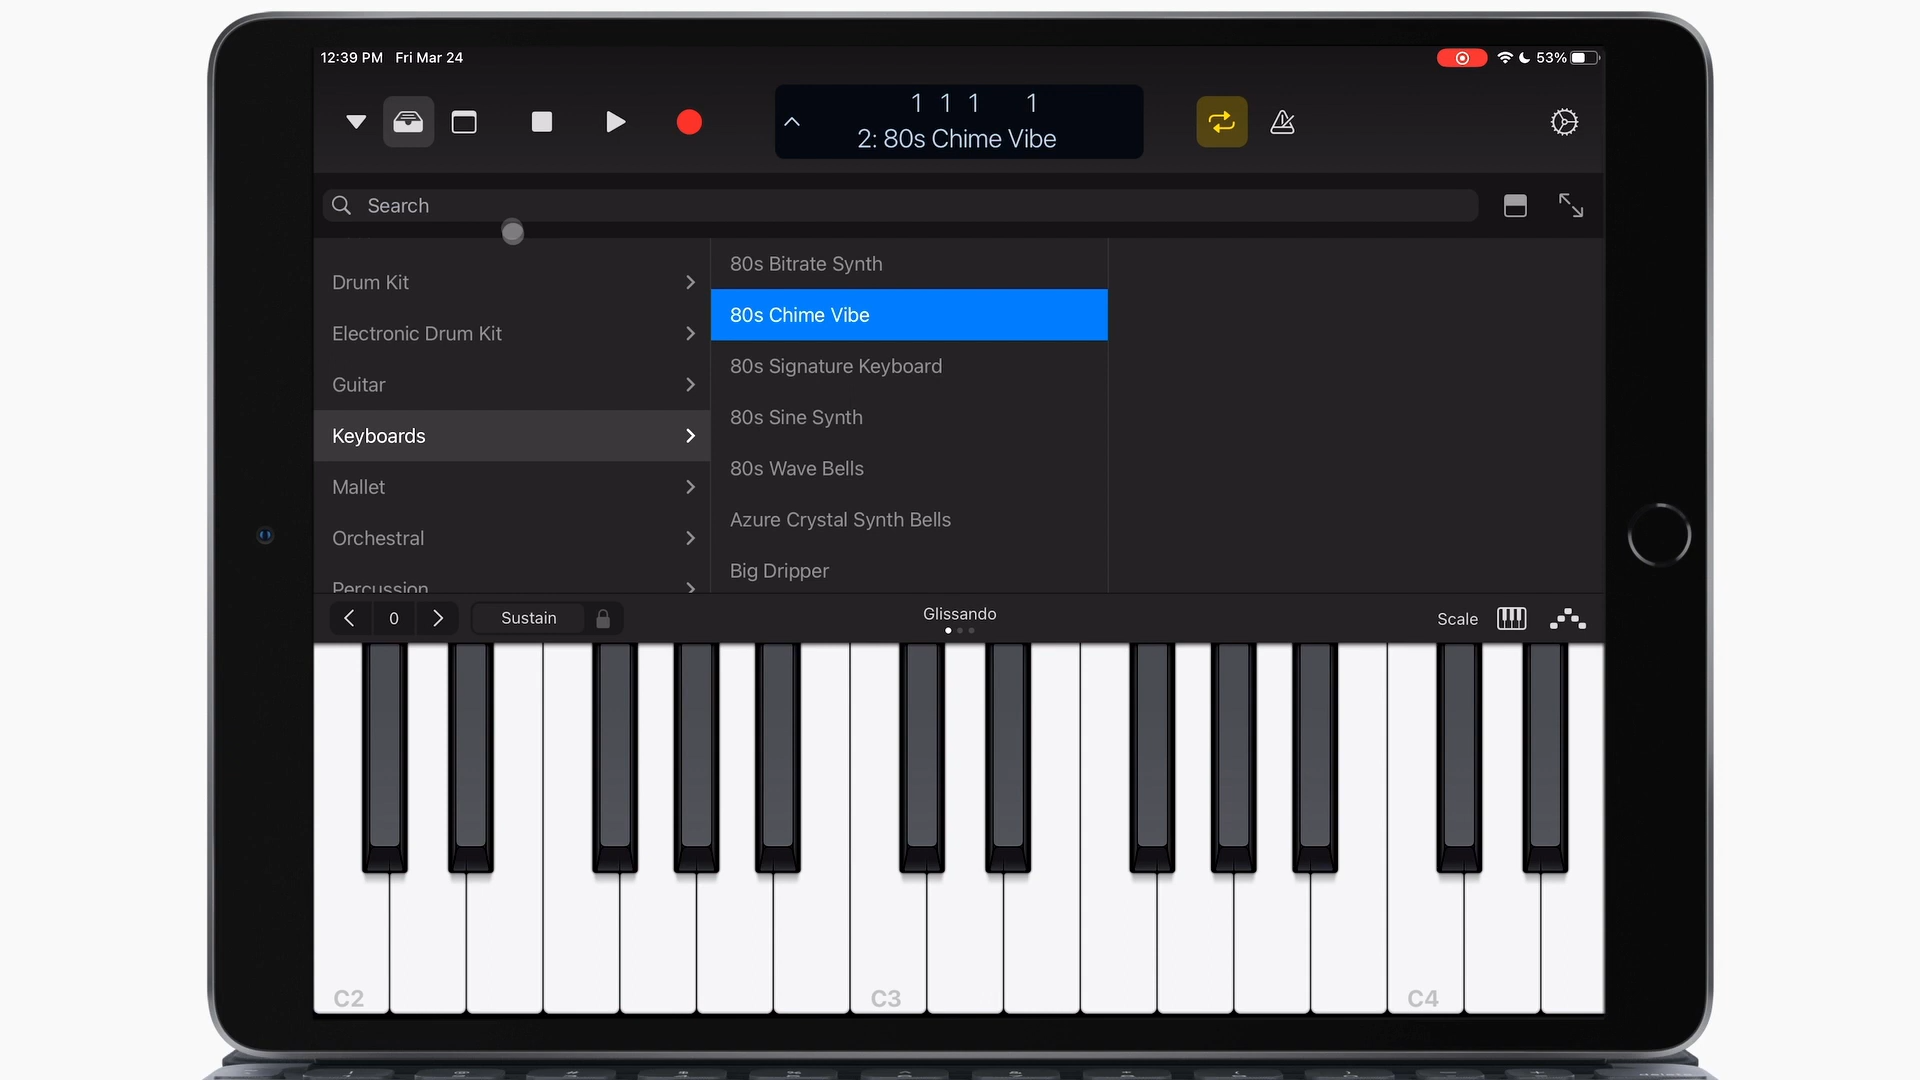 12:39 PM Fri Mar 24
53%
1 1 1 1
2: 80s Chime Vibe
Search
Drum Kit
Electronic Drum Kit
Guitar
Keyboards
Mallet
Orchestral
Percussion
80s Bitrate Synth
80s Chime Vibe
80s Signature Keyboard
80s Sine Synth
80s Wave Bells
Azure Crystal Synth Bells
Big Dripper
0
Sustain
Glissando
Scale
C2
C3
C4